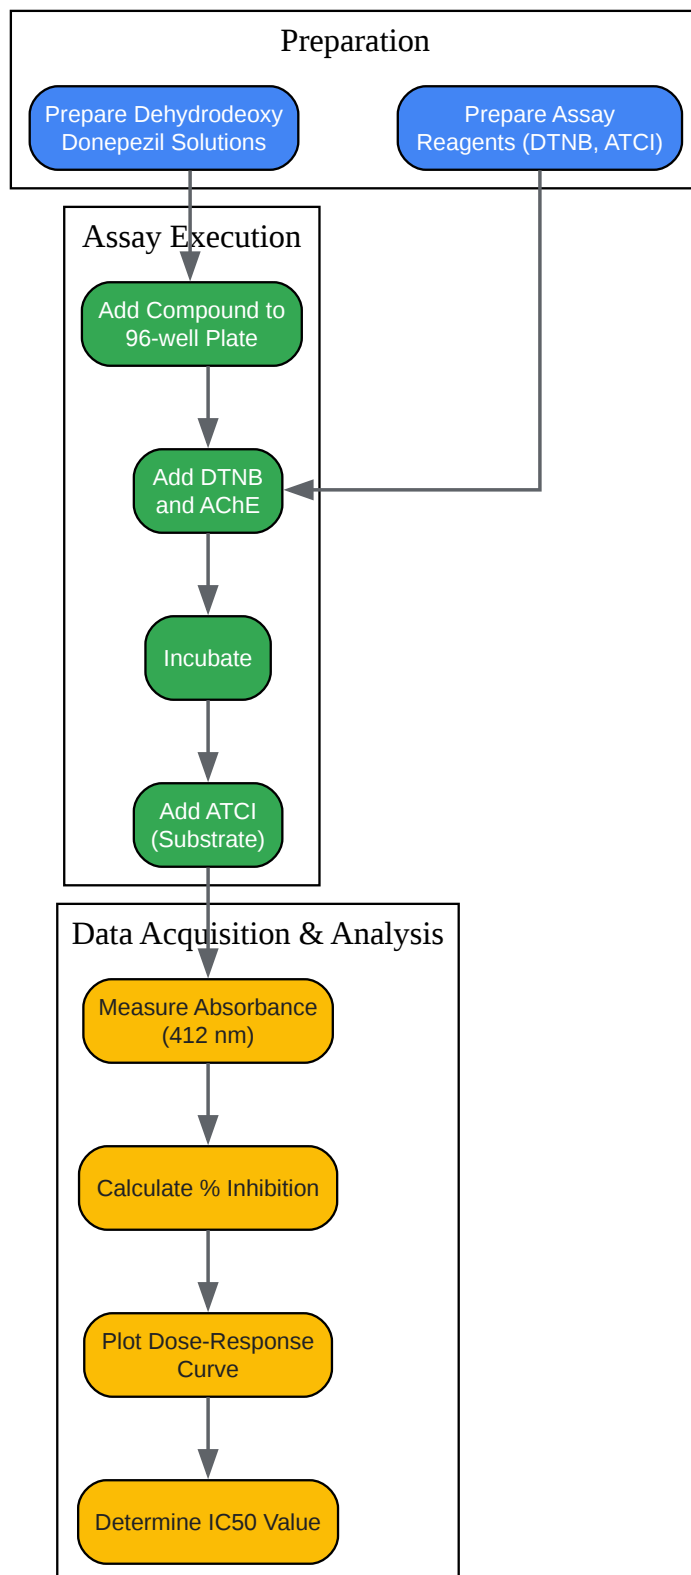 Preparation
Prepare Dehydrodeoxy
Donepezil Solutions
Prepare Assay
Reagents (DTNB, ATCI)
Assay Execution
Add Compound to
96-well Plate
Add DTNB
and AChE
Incubate
Add ATCI
(Substrate)
Data Acquisition & Analysis
Measure Absorbance
(412 nm)
Calculate % Inhibition
Plot Dose-Response
Curve
Determine IC50 Value